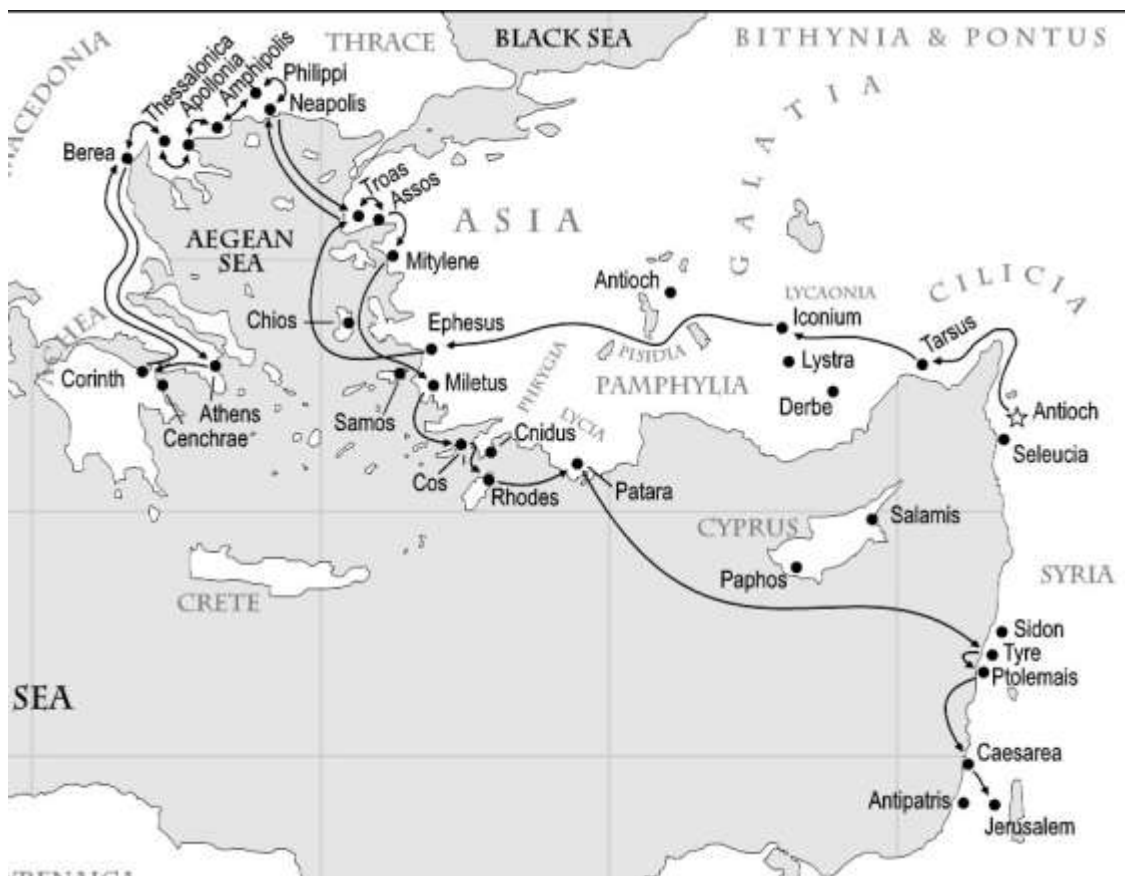 THRACE
BLACK SEA
BITHYNIA & PONTUS
MACEDONIA
Thessalonica
Apollonia
Amphipolis
Philippi
Neapolis
GALATIA
Berea
Troas
Assos
ASIA
AEGEAN
SEA
Mitylene
Antioch
CILICIA
LYCAONIA
Chios
Ephesus
Iconium
Tarsus
PISIDIA
PHRYGIA
Lystra
Corinth
Miletus
PAMPHYLIA
Derbe
Athens
Samos
LYCIA
Antioch
Cenchrae
Cnidus
Seleucia
Cos
Rhodes
Patara
CYPRUS
Salamis
Paphos
SYRIA
CRETE
Sidon
Tyre
Ptolemais
SEA
Caesarea
Antipatris
Jerusalem